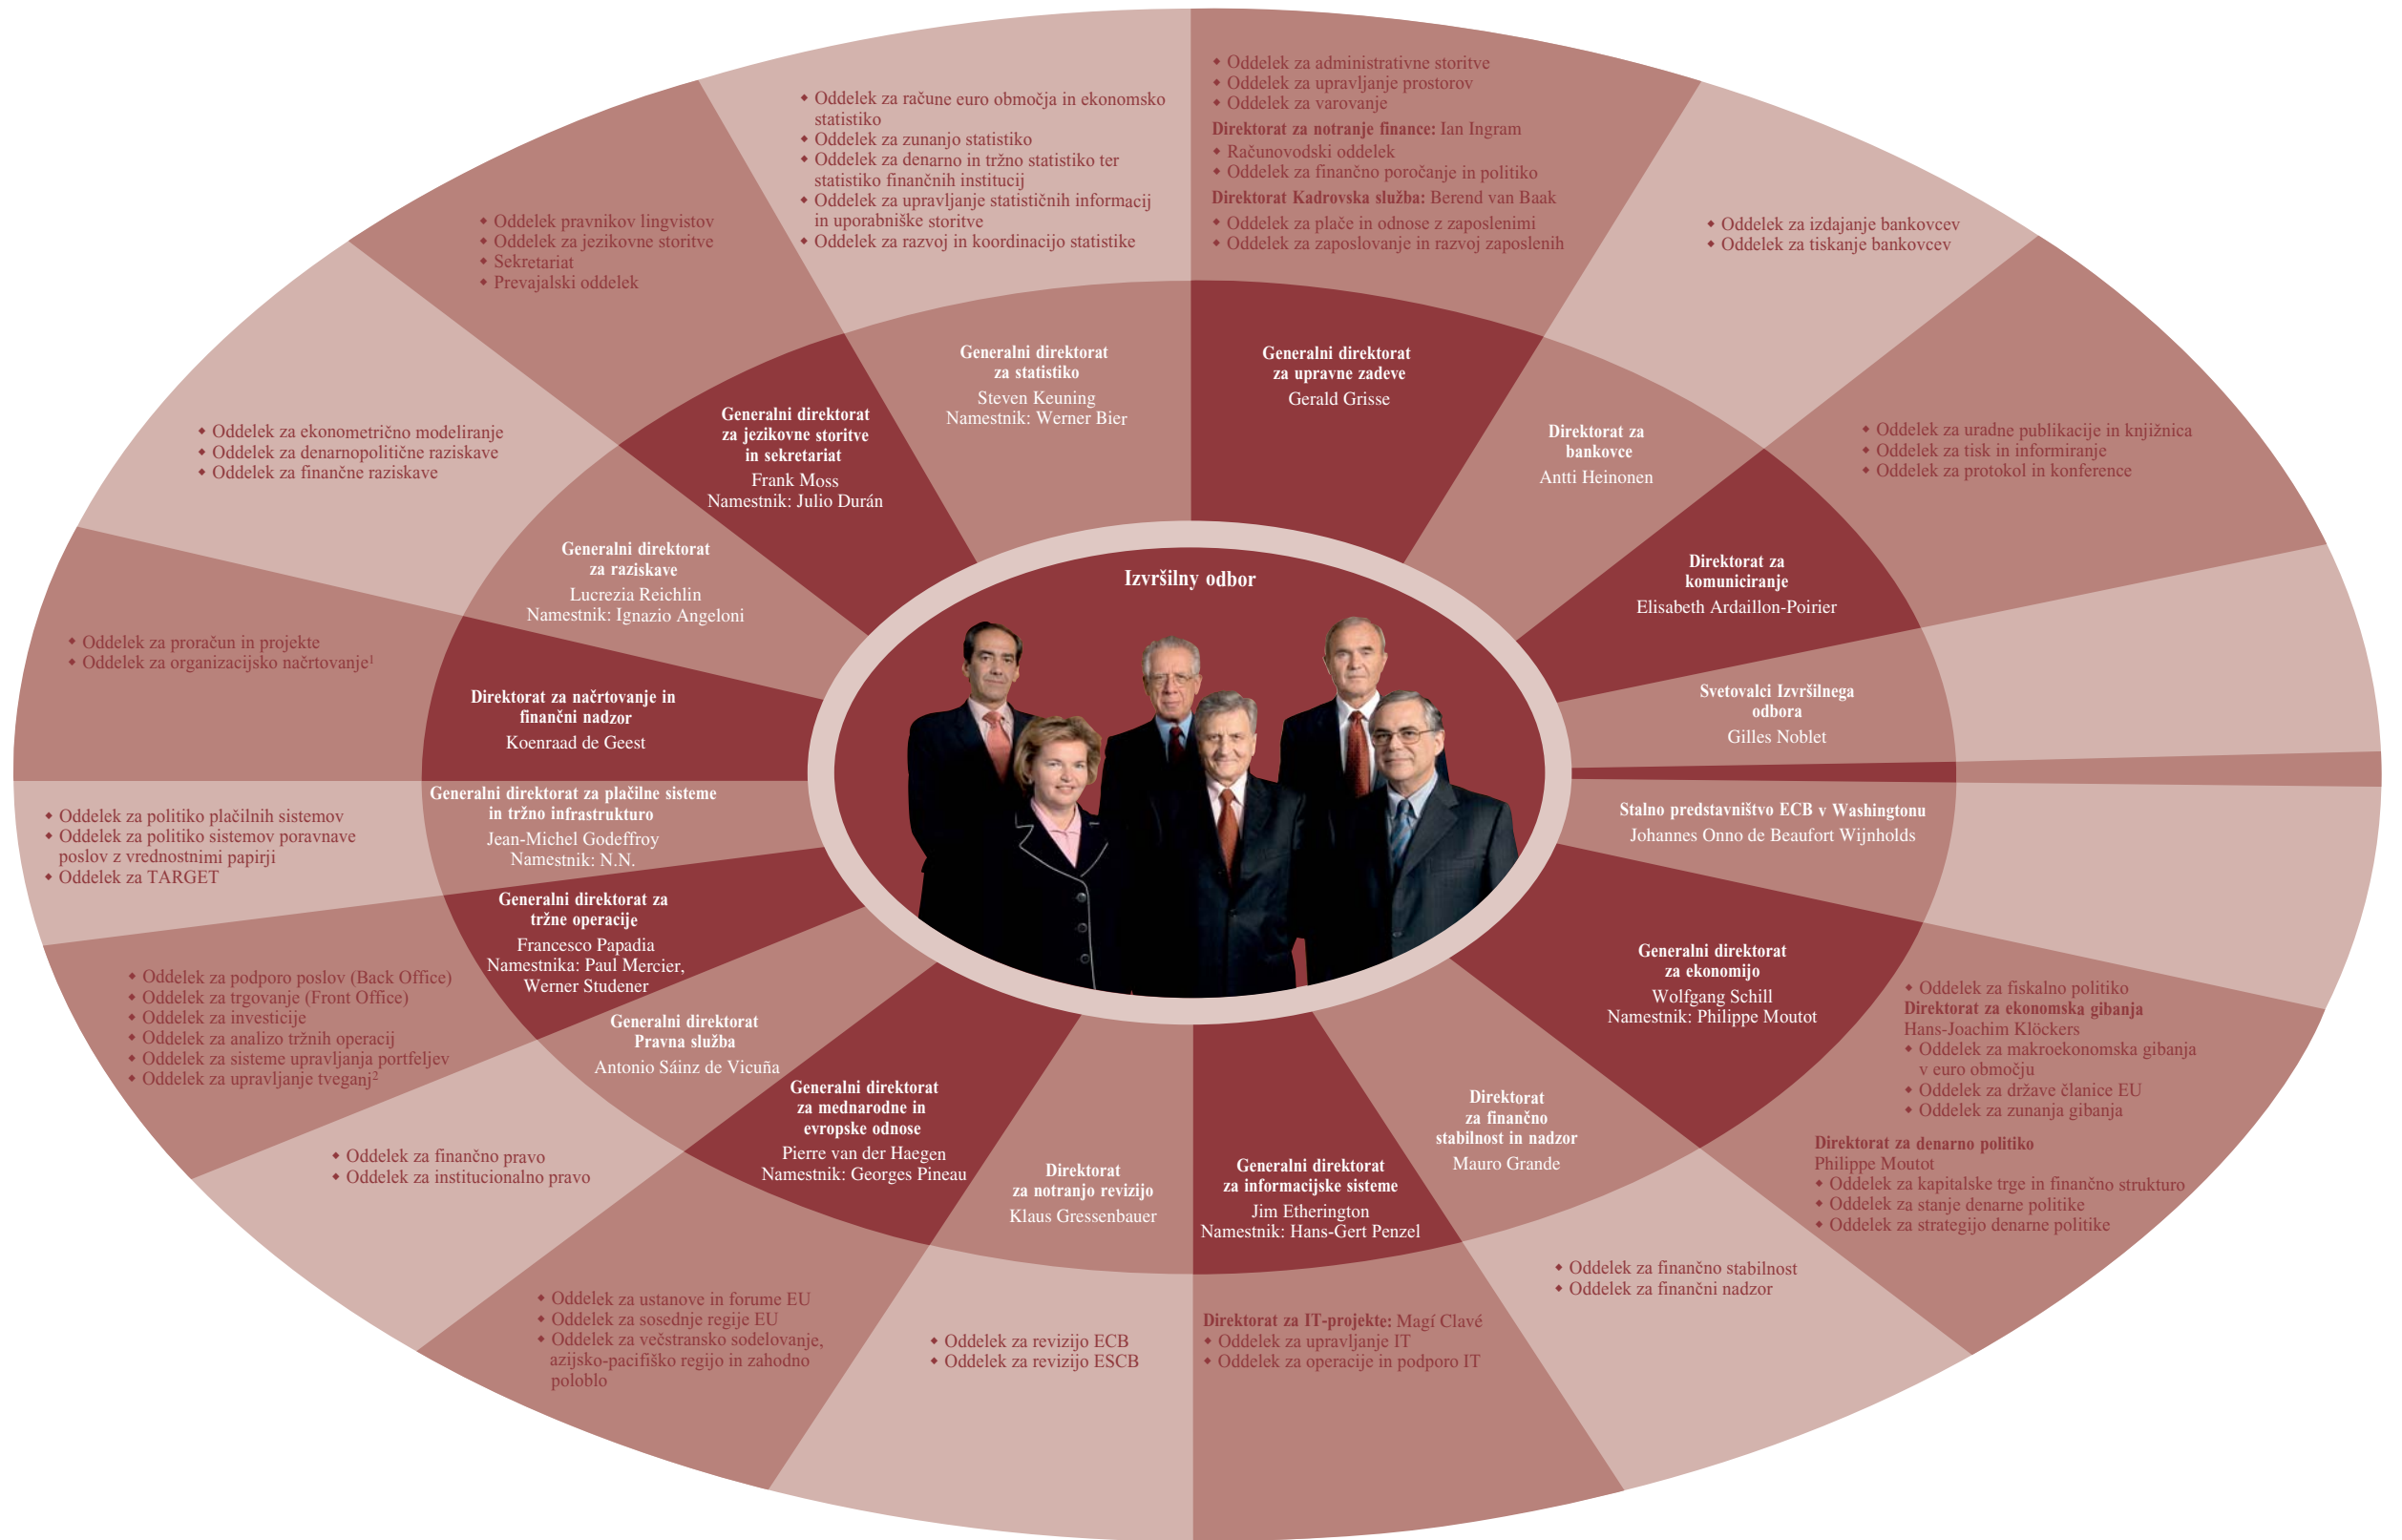 Oddelek za administrativne storitve
Oddelek za upravljanje prostorov
Oddelek za varovanje
Direktorat za notranje finance: Ian Ingram
Računovodski oddelek
Oddelek za finančno poročanje in politiko
Direktorat Kadrovska služba: Berend van Baak
Oddelek za plače in odnose z zaposlenimi
Oddelek za zaposlovanje in razvoj zaposlenih
Generalni direktorat
za upravne zadeve
Gerald Grisse
Oddelek za izdajanje bankovcev
Oddelek za tiskanje bankovcev
Direktorat za
bankovce
Antti Heinonen
Oddelek za uradne publikacije in knjižnica
Oddelek za tisk in informiranje
Oddelek za protokol in konference
Direktorat za
komuniciranje
Elisabeth Ardaillon-Poirier
Svetovalci Izvršilnega
odbora
Gilles Noblet
Stalno predstavništvo ECB v Washingtonu
Johannes Onno de Beaufort Wijnholds
Generalni direktorat
za ekonomijo
Wolfgang Schill
Namestnik: Philippe Moutot
Oddelek za fiskalno politiko
Direktorat za ekonomska gibanja
Hans-Joachim Klöckers
Oddelek za makroekonomska gibanja
v euro območju
Oddelek za države članice EU
Oddelek za zunanja gibanja
Direktorat za denarno politiko
Philippe Moutot
Oddelek za kapitalske trge in finančno strukturo
Oddelek za stanje denarne politike
Oddelek za strategijo denarne politike
Direktorat
za finančno
stabilnost in nadzor
Mauro Grande
Oddelek za finančno stabilnost
Oddelek za finančni nadzor
Generalni direktorat
za informacijske sisteme
Jim Etherington
Namestnik: Hans-Gert Penzel
Direktorat za IT-projekte: Magí Clavé
Oddelek za upravljanje IT
Oddelek za operacije in podporo IT
Direktorat
za notranjo revizijo
Klaus Gressenbauer
Oddelek za revizijo ECB
Oddelek za revizijo ESCB
Generalni direktorat
za mednarodne in
evropske odnose
Pierre van der Haegen
Namestnik: Georges Pineau
Oddelek za ustanove in forume EU
Oddelek za sosednje regije EU
Oddelek za večstransko sodelovanje,
azijsko-pacifiško regijo in zahodno
poloblo
Generalni direktorat
Pravna služba
Antonio Sáinz de Vicuña
Oddelek za finančno pravo
Oddelek za institucionalno pravo
Generalni direktorat za
tržne operacije
Francesco Papadia
Namestnika: Paul Mercier,
Werner Studener
Oddelek za podporo poslov (Back Office)
Oddelek za trgovanje (Front Office)
Oddelek za investicije
Oddelek za analizo tržnih operacij
Oddelek za sisteme upravljanja portfeljev
Oddelek za upravljanje tveganj²
Generalni direktorat za plačilne sisteme
in tržno infrastrukturo
Jean-Michel Godeffroy
Namestnik: N.N.
Oddelek za politiko plačilnih sistemov
Oddelek za politiko sistemov poravnave
poslov z vrednostnimi papirji
Oddelek za TARGET
Direktorat za načrtovanje in
finančni nadzor
Koenraad de Geest
Oddelek za proračun in projekte
Oddelek za organizacijsko načrtovanje¹
Generalni direktorat
za raziskave
Lucrezia Reichlin
Namestnik: Ignazio Angeloni
Oddelek za ekonometrično modeliranje
Oddelek za denarnopolitične raziskave
Oddelek za finančne raziskave
Generalni direktorat
za jezikovne storitve
in sekretariat
Frank Moss
Namestnik: Julio Durán
Oddelek pravnikov lingvistov
Oddelek za jezikovne storitve
Sekretariat
Prevajalski oddelek
Generalni direktorat
za statistiko
Steven Keuning
Namestnik: Werner Bier
Oddelek za račune euro območja in ekonomsko
statistiko
Oddelek za zunanjo statistiko
Oddelek za denarno in tržno statistiko ter
statistiko finančnih institucij
Oddelek za upravljanje statističnih informacij
in uporabniške storitve
Oddelek za razvoj in koordinacijo statistike
Izvršilny odbor